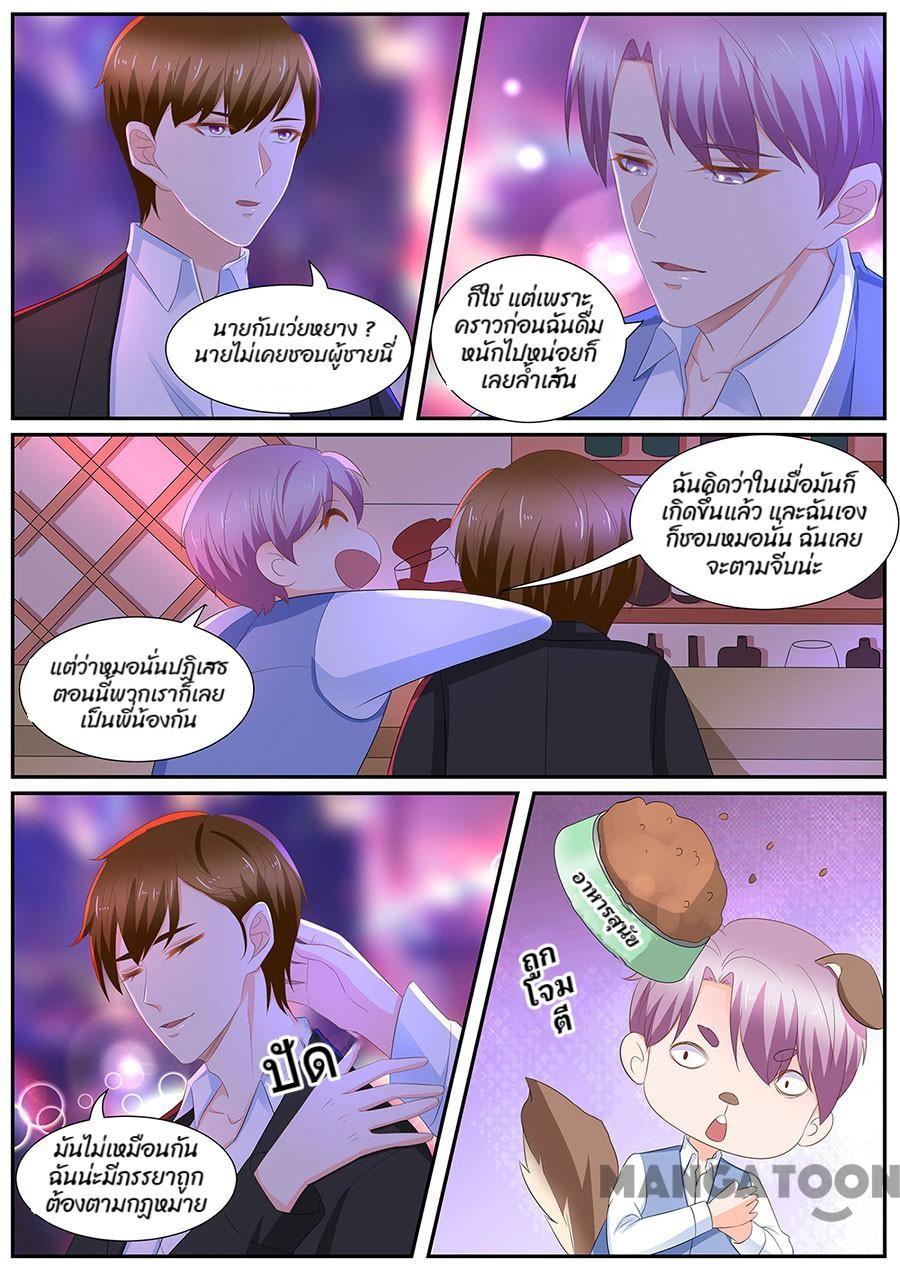 นายกับเว่ยหยาง ?
นายไม่เคยชอบผู้ชายนี่
ก็ใช่ แต่เพราะ
คราวก่อนฉันดื่ม
หนักไปหน่อยก็
เลยล้ำเส้น
ฉันคิดว่าในเมื่อมันก็
เกิดขึ้นแล้ว และฉันเอง
ก็ชอบหมอนั่น ฉันเลย
จะตามจีบน่ะ
แต่ว่าหมอนั่นปฏิเสธ
ตอนนี้พวกเราก็เลย
เป็นพี่น้องกัน
ปัด
มันไม่เหมือนกัน
ฉันน่ะมีภรรยาถูก
ต้องตามกฎหมาย
อาหารสุนัข
ถูก
โจม
ตี
MANGATOON